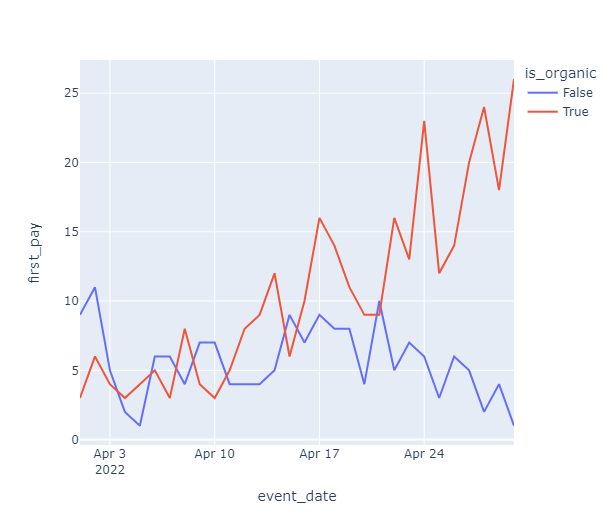 is_organic
False
True
first_pay
25
20
15
10
5
0
Apr 3
2022
Apr 10
Apr 17
Apr 24
event_date